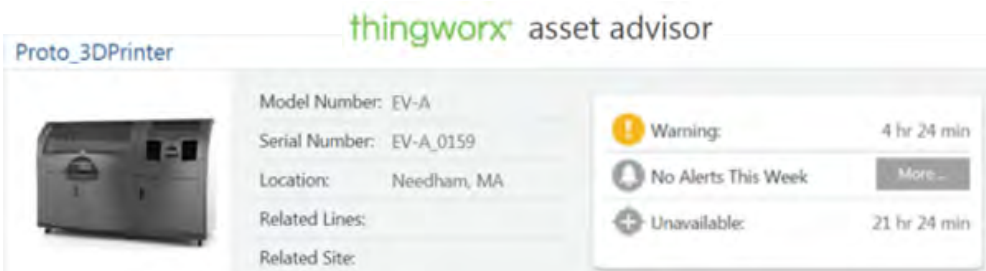 thingworx asset advisor
Proto_3DPrinter
Model Number: EV-A
Serial Number: EV-A_0159
Location: Needham, MA
Related Lines:
Related Site:
Warning: 4 hr 24 min
No Alerts This Week More...
Unavailable: 21 hr 24 min